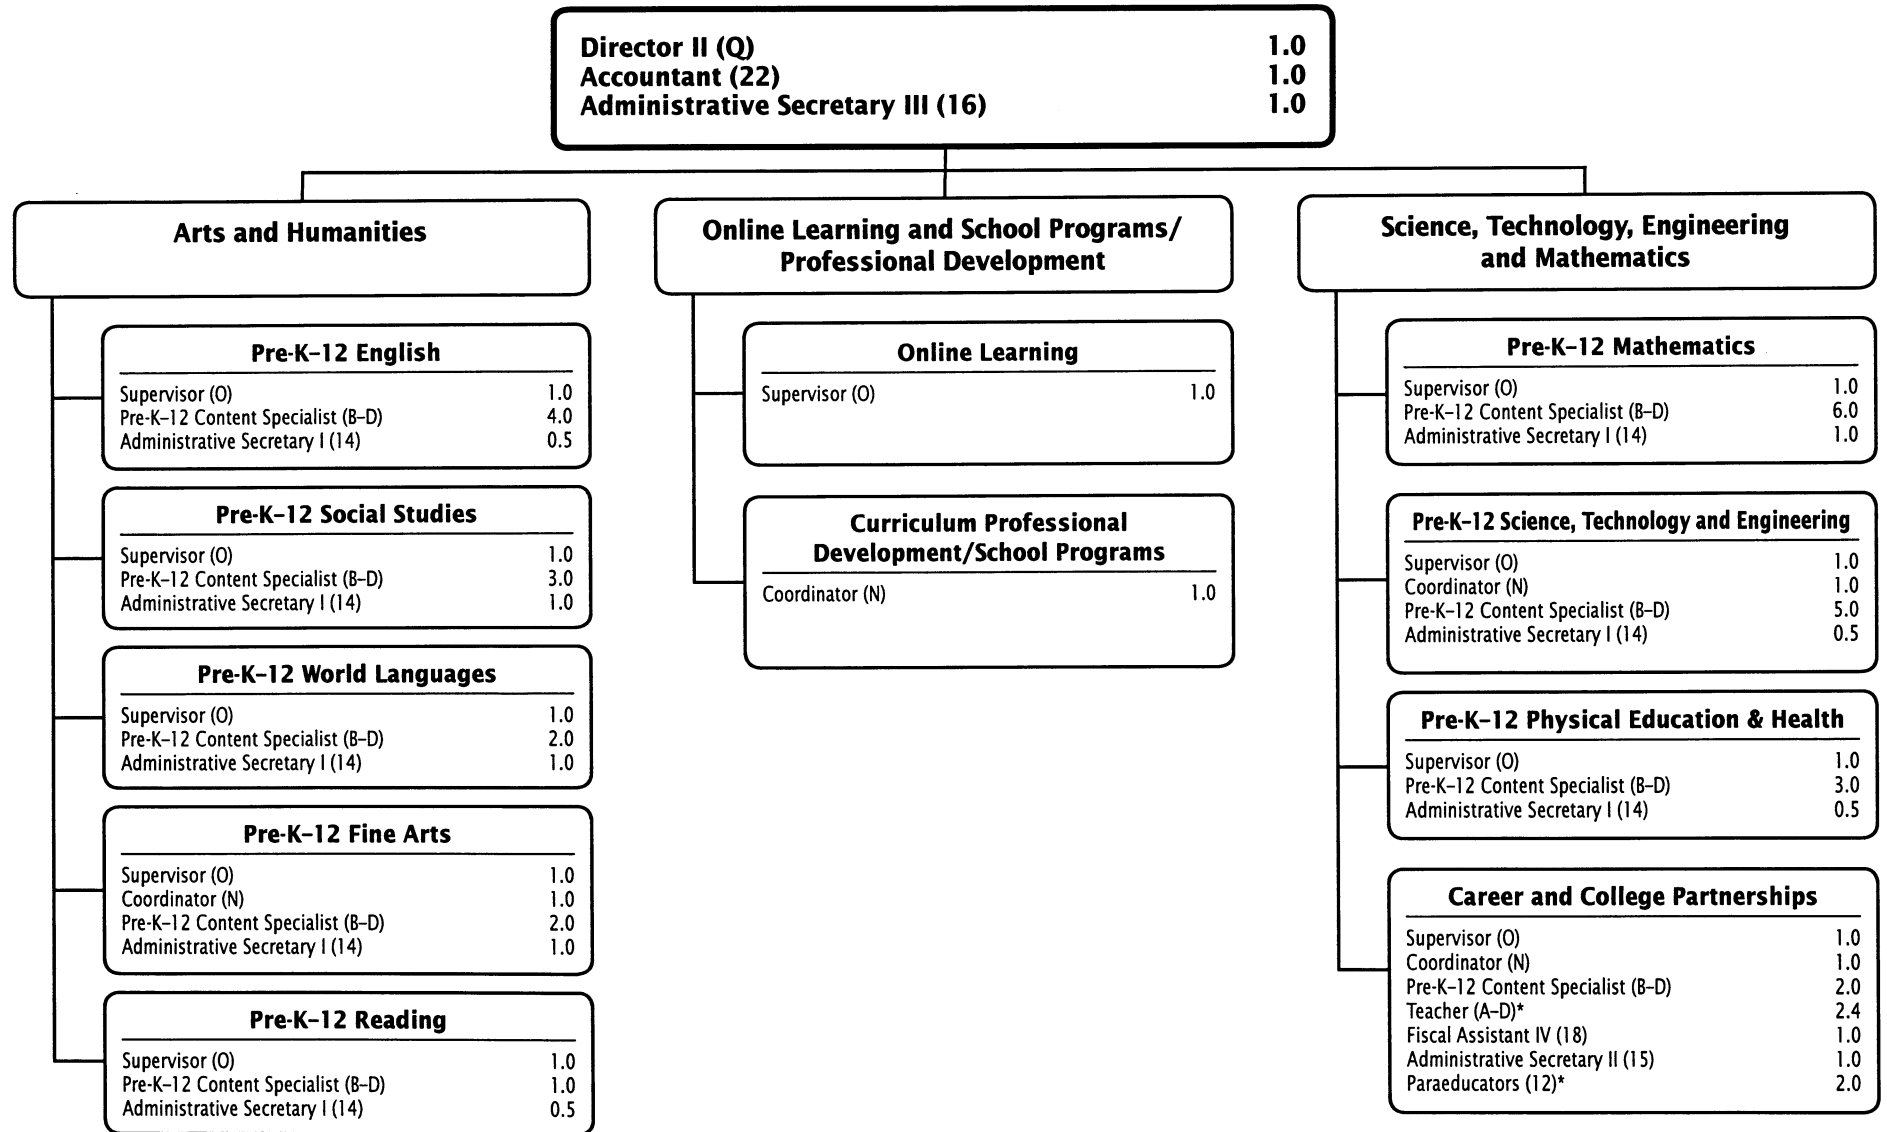 Director II (Q) 1.0
Accountant (22) 1.0
Administrative Secretary III (16) 1.0
Arts and Humanities
Pre-K–12 English
Supervisor (O) 1.0
Pre-K–12 Content Specialist (B–D) 4.0
Administrative Secretary I (14) 0.5
Pre-K–12 Social Studies
Supervisor (O) 1.0
Pre-K–12 Content Specialist (B–D) 3.0
Administrative Secretary I (14) 1.0
Pre-K–12 World Languages
Supervisor (O) 1.0
Pre-K–12 Content Specialist (B–D) 2.0
Administrative Secretary I (14) 1.0
Pre-K–12 Fine Arts
Supervisor (O) 1.0
Coordinator (N) 1.0
Pre-K–12 Content Specialist (B–D) 2.0
Administrative Secretary I (14) 1.0
Pre-K–12 Reading
Supervisor (O) 1.0
Pre-K–12 Content Specialist (B–D) 1.0
Administrative Secretary I (14) 0.5
Online Learning and School Programs/
Professional Development
Online Learning
Supervisor (O) 1.0
Curriculum Professional
Development/School Programs
Coordinator (N) 1.0
Science, Technology, Engineering
and Mathematics
Pre-K–12 Mathematics
Supervisor (O) 1.0
Pre-K–12 Content Specialist (B–D) 6.0
Administrative Secretary I (14) 1.0
Pre-K–12 Science, Technology and Engineering
Supervisor (O) 1.0
Coordinator (N) 1.0
Pre-K–12 Content Specialist (B–D) 5.0
Administrative Secretary I (14) 0.5
Pre-K–12 Physical Education & Health
Supervisor (O) 1.0
Pre-K–12 Content Specialist (B–D) 3.0
Administrative Secretary I (14) 0.5
Career and College Partnerships
Supervisor (O) 1.0
Coordinator (N) 1.0
Pre-K–12 Content Specialist (B–D) 2.0
Teacher (A–D)* 2.4
Fiscal Assistant IV (18) 1.0
Administrative Secretary II (15) 1.0
Paraeducators (12)* 2.0